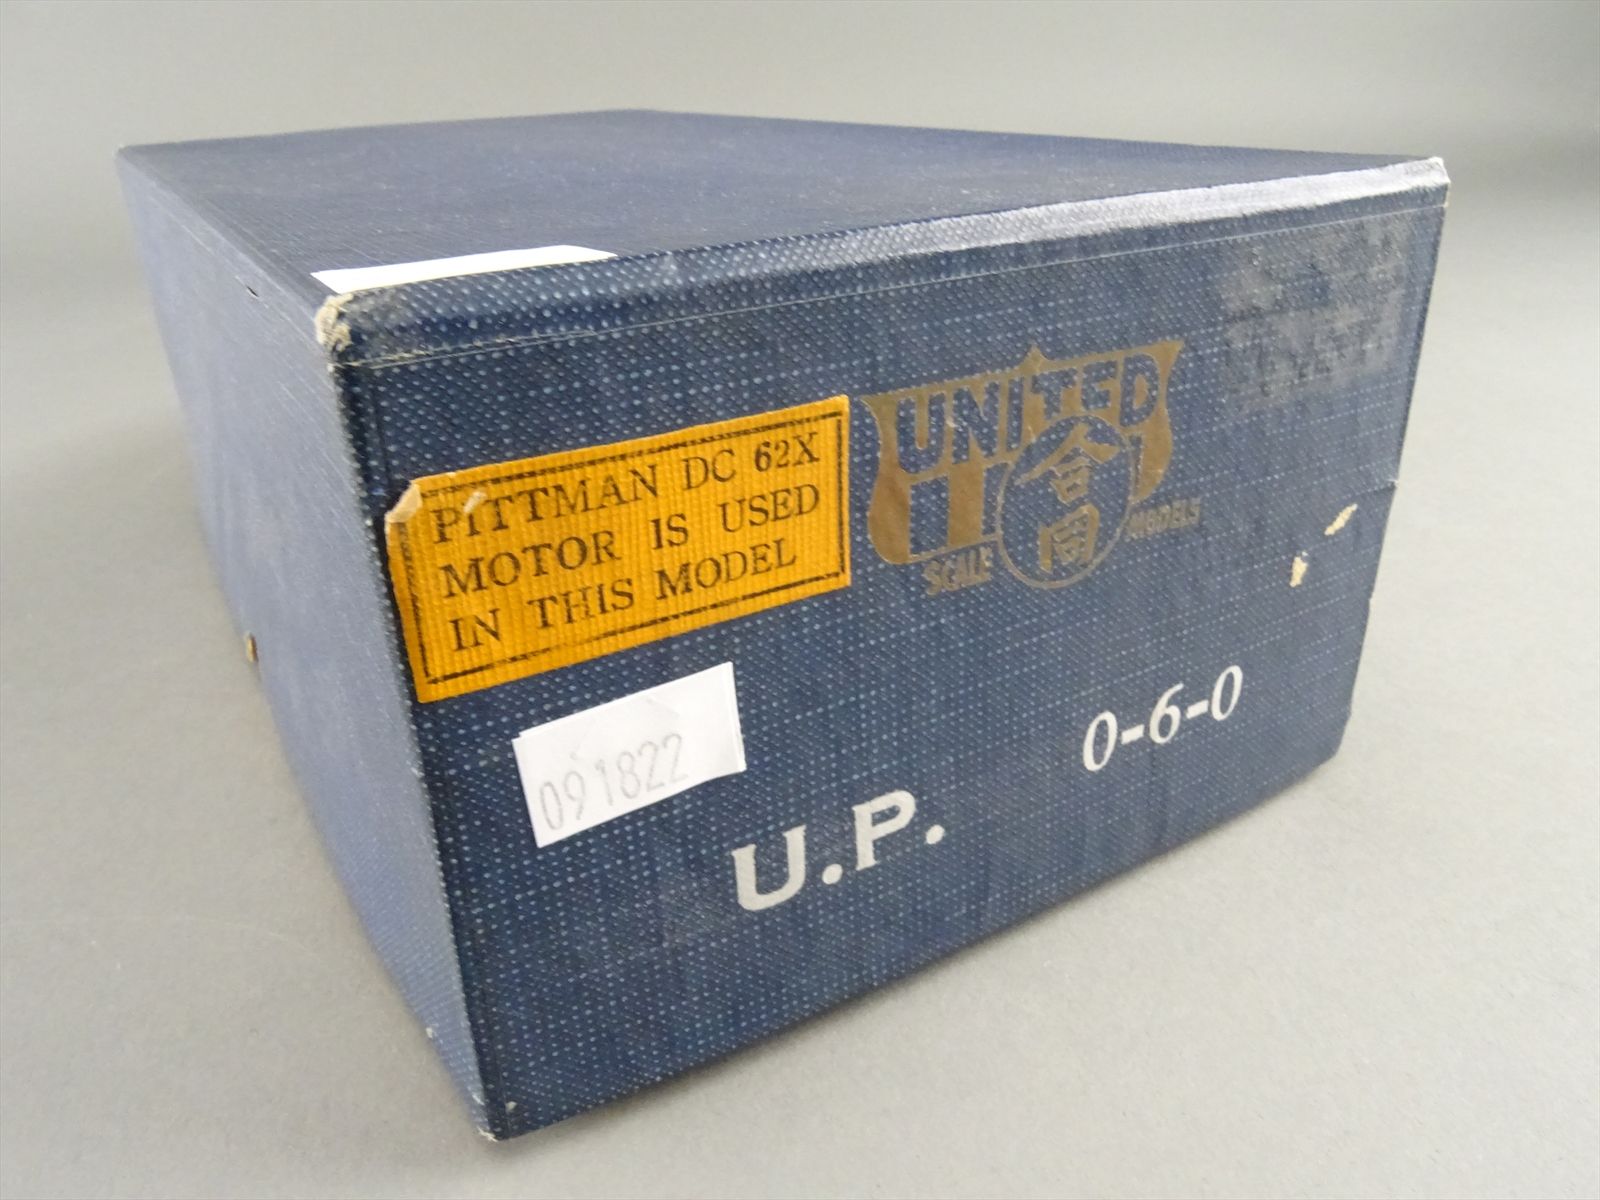 PITTMAN DC 62X
MOTOR IS USED
IN THIS MODEL
UNITED
合同
SCALE MODELS
091822
0-6-0
U.P.